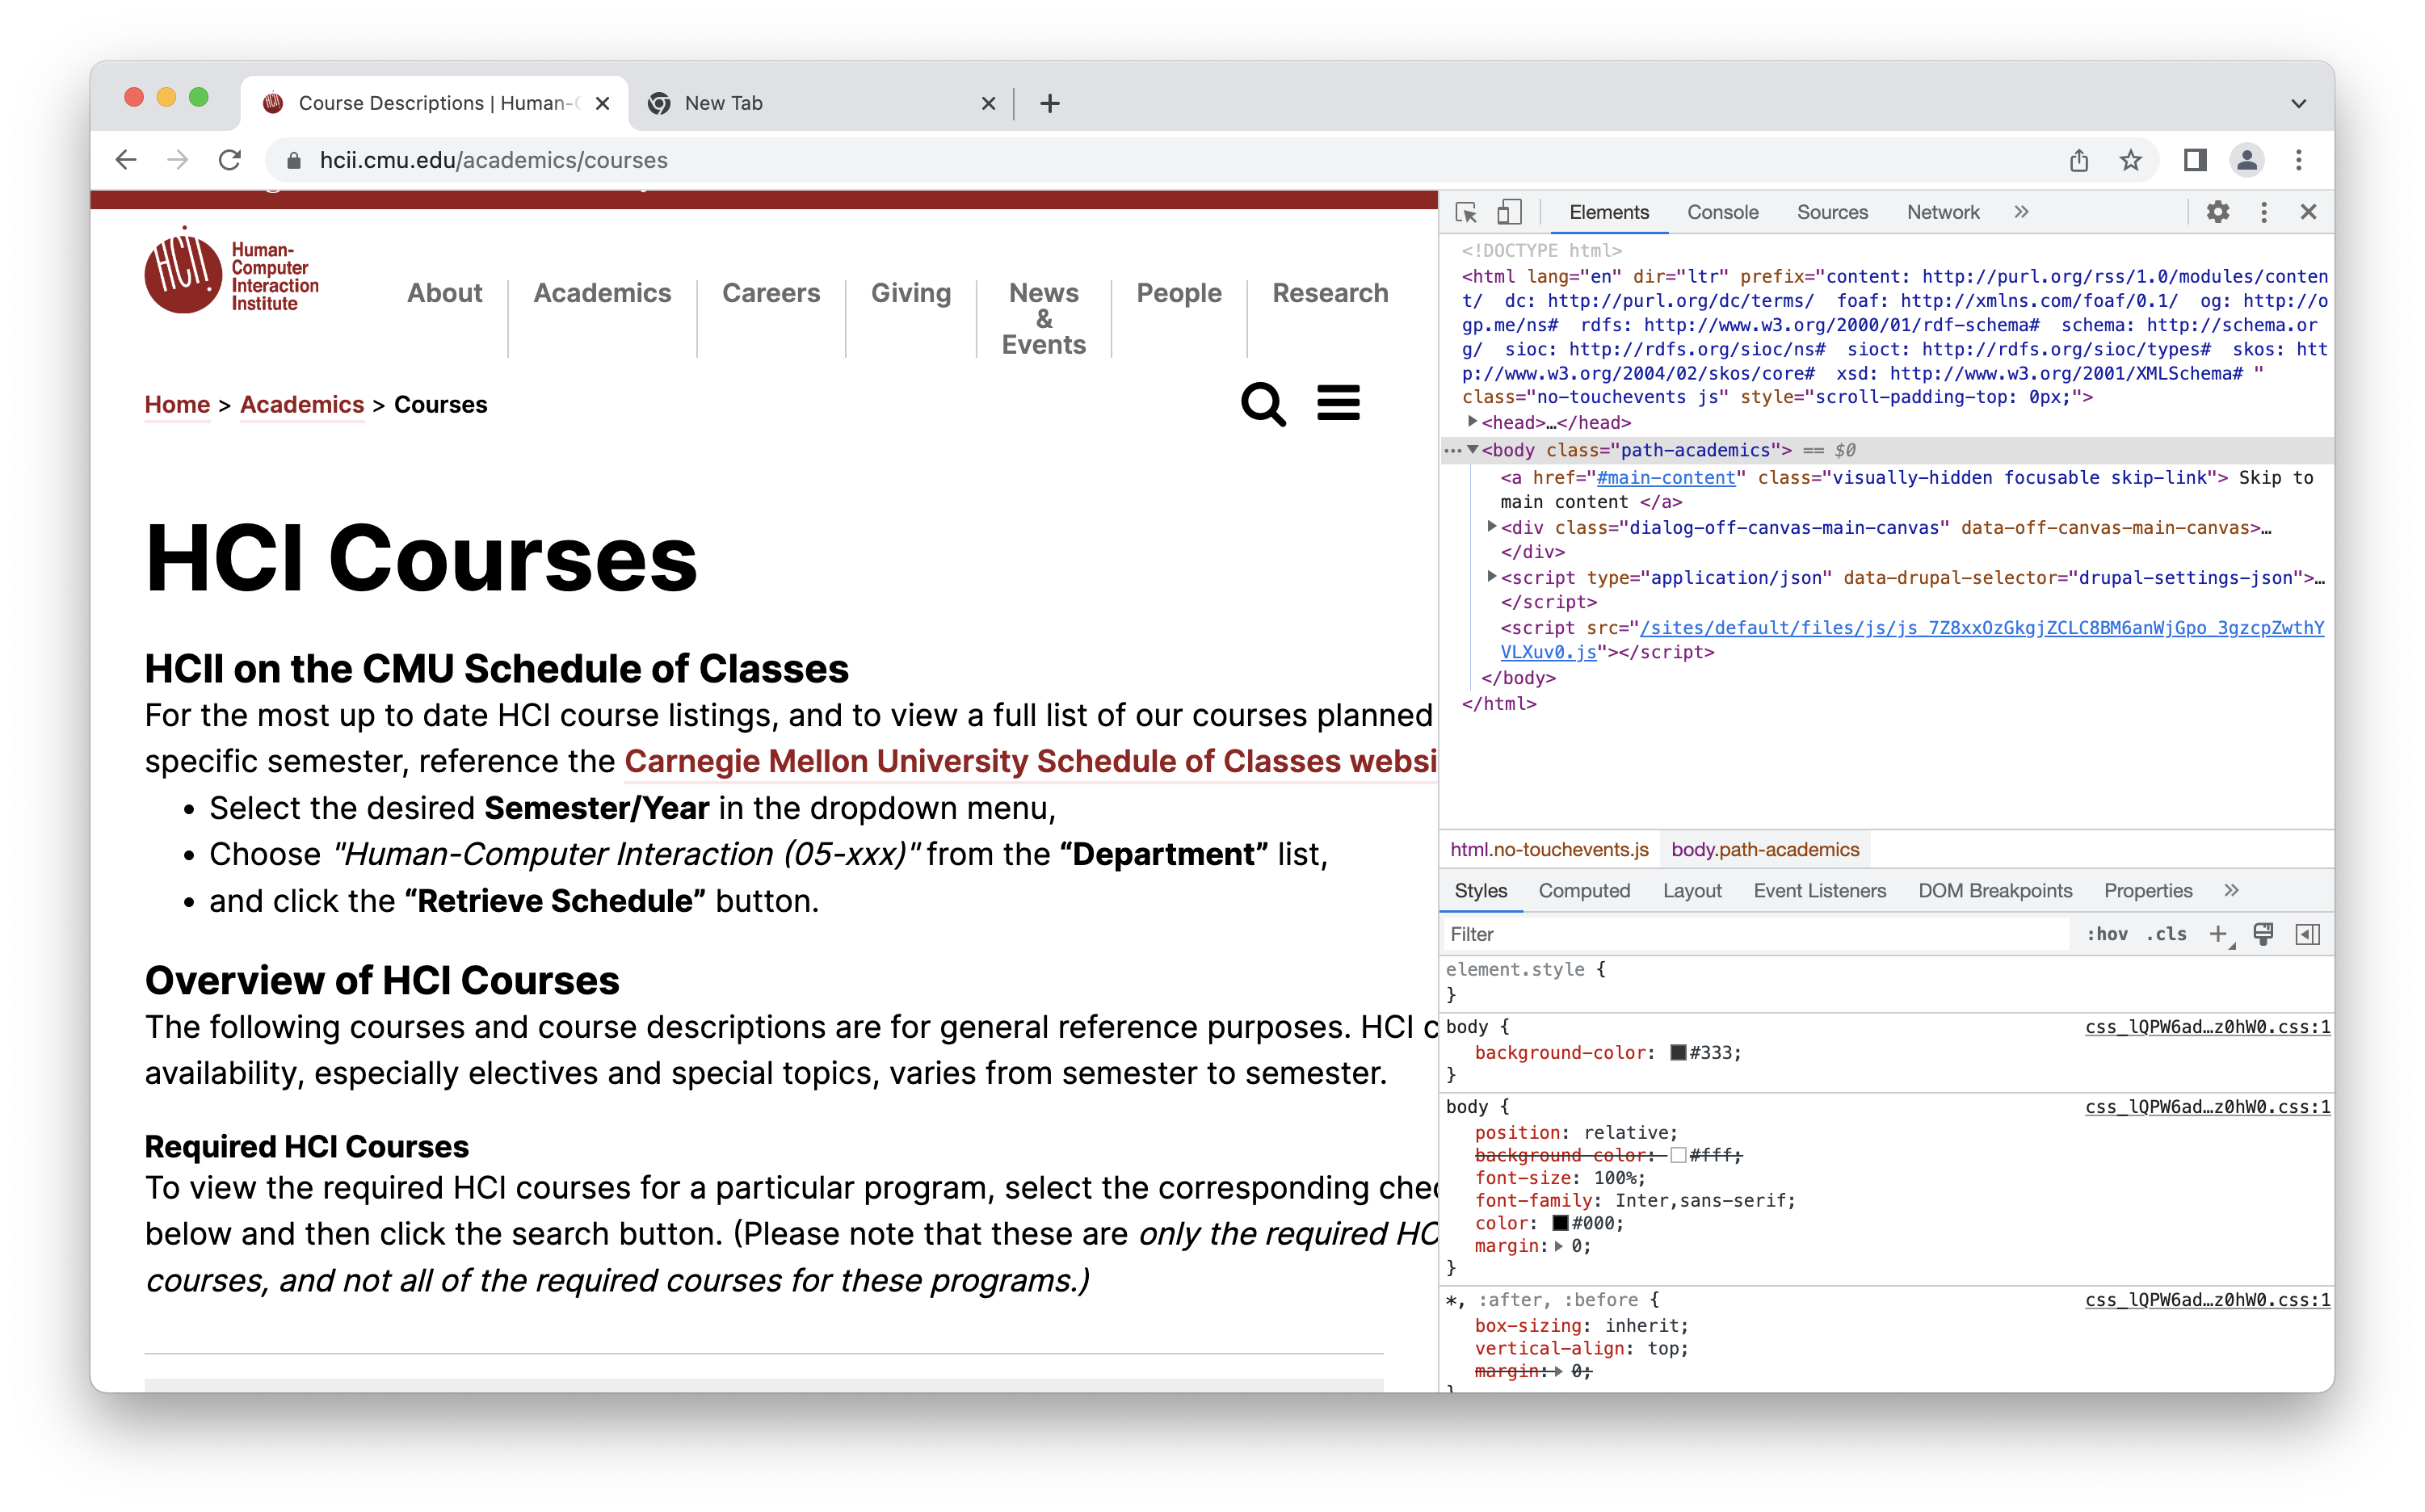 Course Descriptions | Human-C
New Tab
hcii.cmu.edu/academics/courses
HCII
Human-
Computer
Interaction
Institute
About
Academics
Careers
Giving
News
&
Events
People
Research
Home > Academics > Courses
HCI Courses
HCII on the CMU Schedule of Classes
For the most up to date HCI course listings, and to view a full list of our courses planned
specific semester, reference the Carnegie Mellon University Schedule of Classes websi
• Select the desired Semester/Year in the dropdown menu,
• Choose "Human-Computer Interaction (05-xxx)" from the “Department” list,
• and click the “Retrieve Schedule” button.
Overview of HCI Courses
The following courses and course descriptions are for general reference purposes. HCI c
availability, especially electives and special topics, varies from semester to semester.
Required HCI Courses
To view the required HCI courses for a particular program, select the corresponding chec
below and then click the search button. (Please note that these are only the required HC
courses, and not all of the required courses for these programs.)
Elements Console Sources Network »
<!DOCTYPE html>
<html lang="en" dir="ltr" prefix="content: http://purl.org/rss/1.0/modules/conten
t/  dc: http://purl.org/dc/terms/  foaf: http://xmlns.com/foaf/0.1/  og: http://o
gp.me/ns#  rdfs: http://www.w3.org/2000/01/rdf-schema#  schema: http://schema.or
g/  sioc: http://rdfs.org/sioc/ns#  sioct: http://rdfs.org/sioc/types#  skos: htt
p://www.w3.org/2004/02/skos/core#  xsd: http://www.w3.org/2001/XMLSchema# "
class="no-touchevents js" style="scroll-padding-top: 0px;">
<head>…</head>
<body class="path-academics"> == $0
<a href="#main-content" class="visually-hidden focusable skip-link"> Skip to
main content </a>
<div class="dialog-off-canvas-main-canvas" data-off-canvas-main-canvas>…
</div>
<script type="application/json" data-drupal-selector="drupal-settings-json">…
</script>
<script src="/sites/default/files/js/js_7Z8xxOzGkgjZCLC8BM6anWjGpo_3gzcpZwthY
VLXuv0.js"></script>
</body>
</html>
html.no-touchevents.js body.path-academics
Styles Computed Layout Event Listeners DOM Breakpoints Properties »
Filter :hov .cls +
element.style {
}
body { css_lQPW6ad…z0hW0.css:1
background-color: #333;
}
body { css_lQPW6ad…z0hW0.css:1
position: relative;
background-color: #fff;
font-size: 100%;
font-family: Inter,sans-serif;
color: #000;
margin: 0;
}
*, :after, :before { css_lQPW6ad…z0hW0.css:1
box-sizing: inherit;
vertical-align: top;
margin: 0;